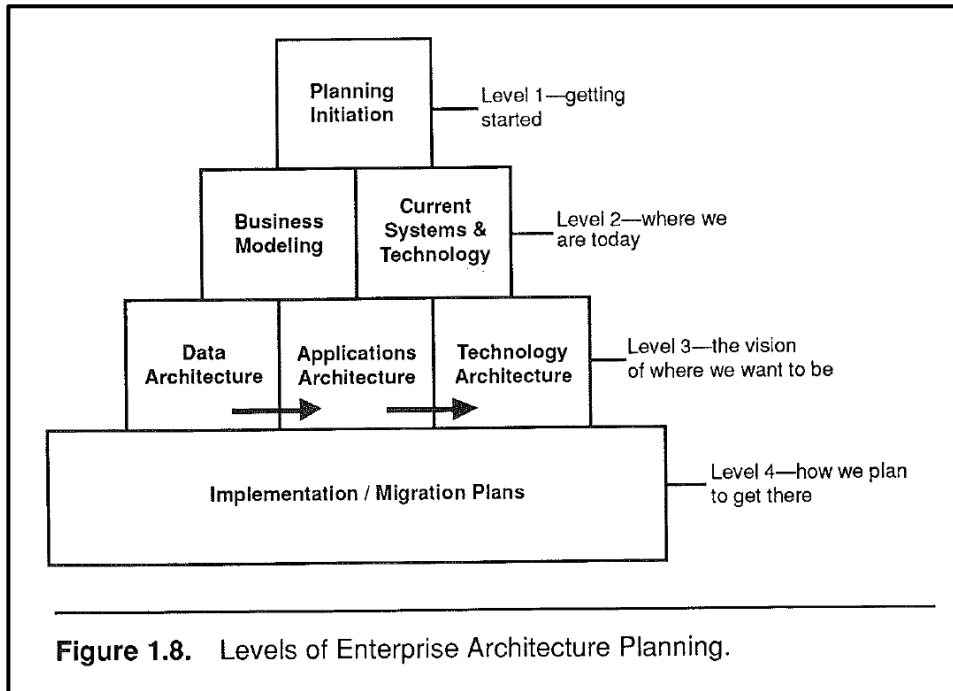 Planning
Initiation
Level 1—getting
started
Business
Modeling
Current
Systems &
Technology
Level 2—where we
are today
Data
Architecture
Applications
Architecture
Technology
Architecture
Level 3—the vision
of where we want to be
Implementation / Migration Plans
Level 4—how we plan
to get there
Figure 1.8. Levels of Enterprise Architecture Planning.